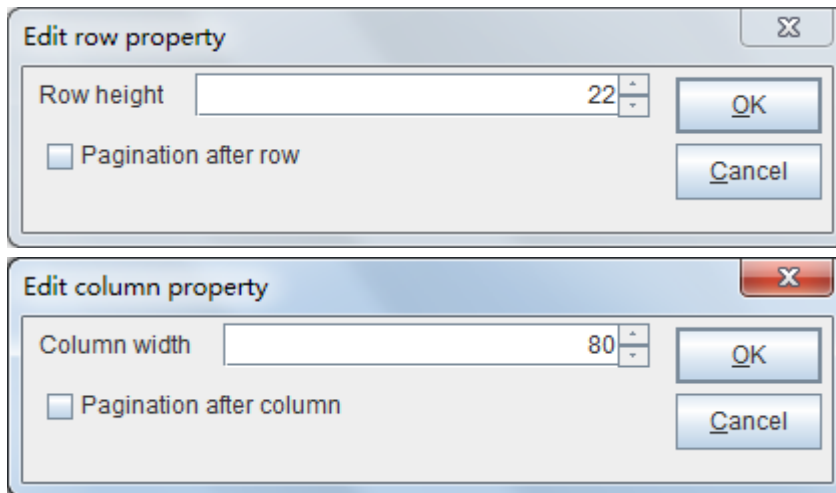 Edit row property
Row height 22 OK
Pagination after row
Cancel
Edit column property
Column width 80 OK
Pagination after column
Cancel